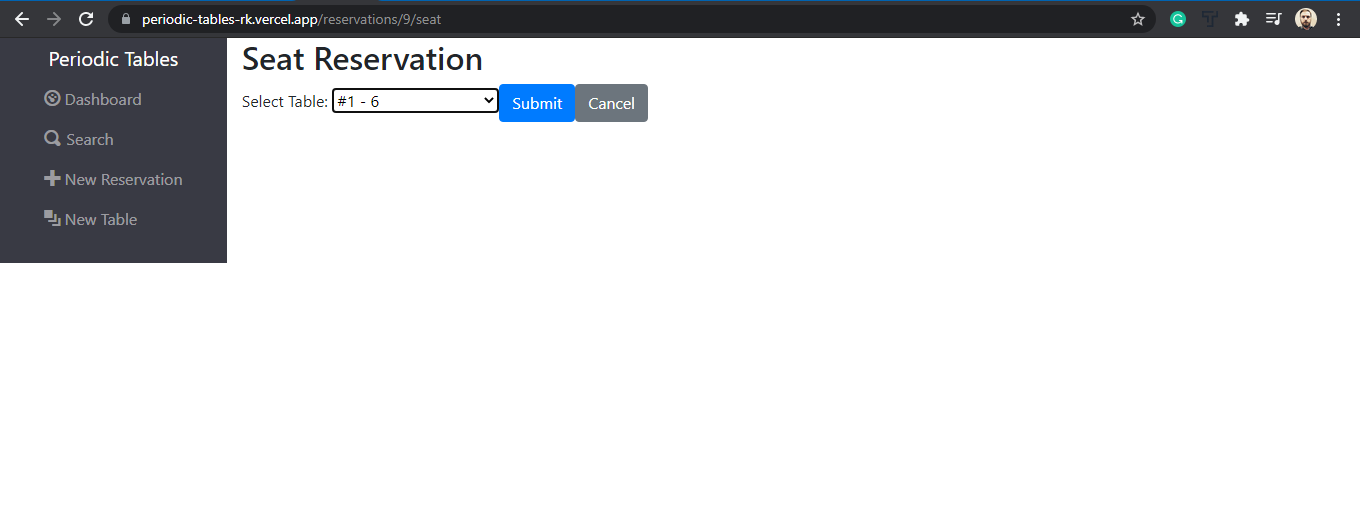 periodic-tables-rk.vercel.app/reservations/9/seat
Periodic Tables
Dashboard
Search
New Reservation
New Table
Seat Reservation
Select Table: #1 - 6 Submit Cancel